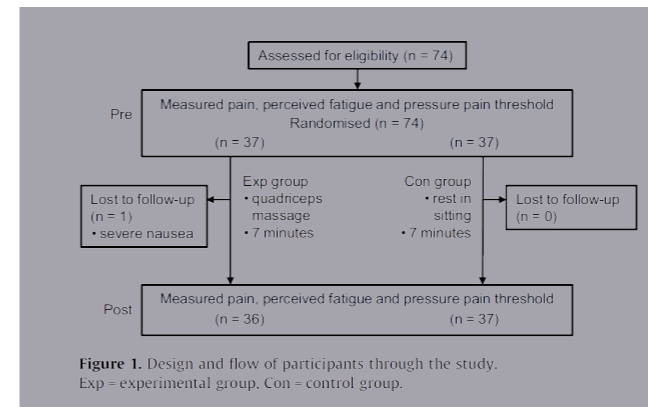 Assessed for eligibility (n = 74)
Pre
Measured pain, perceived fatigue and pressure pain threshold
Randomised (n = 74)
(n = 37) (n = 37)
Exp group
• quadriceps
massage
• 7 minutes
Con group
• rest in
sitting
• 7 minutes
Lost to follow-up
(n = 1)
• severe nausea
Lost to follow-up
(n = 0)
Post
Measured pain, perceived fatigue and pressure pain threshold
(n = 36) (n = 37)
Figure 1. Design and flow of participants through the study.
Exp = experimental group, Con = control group.